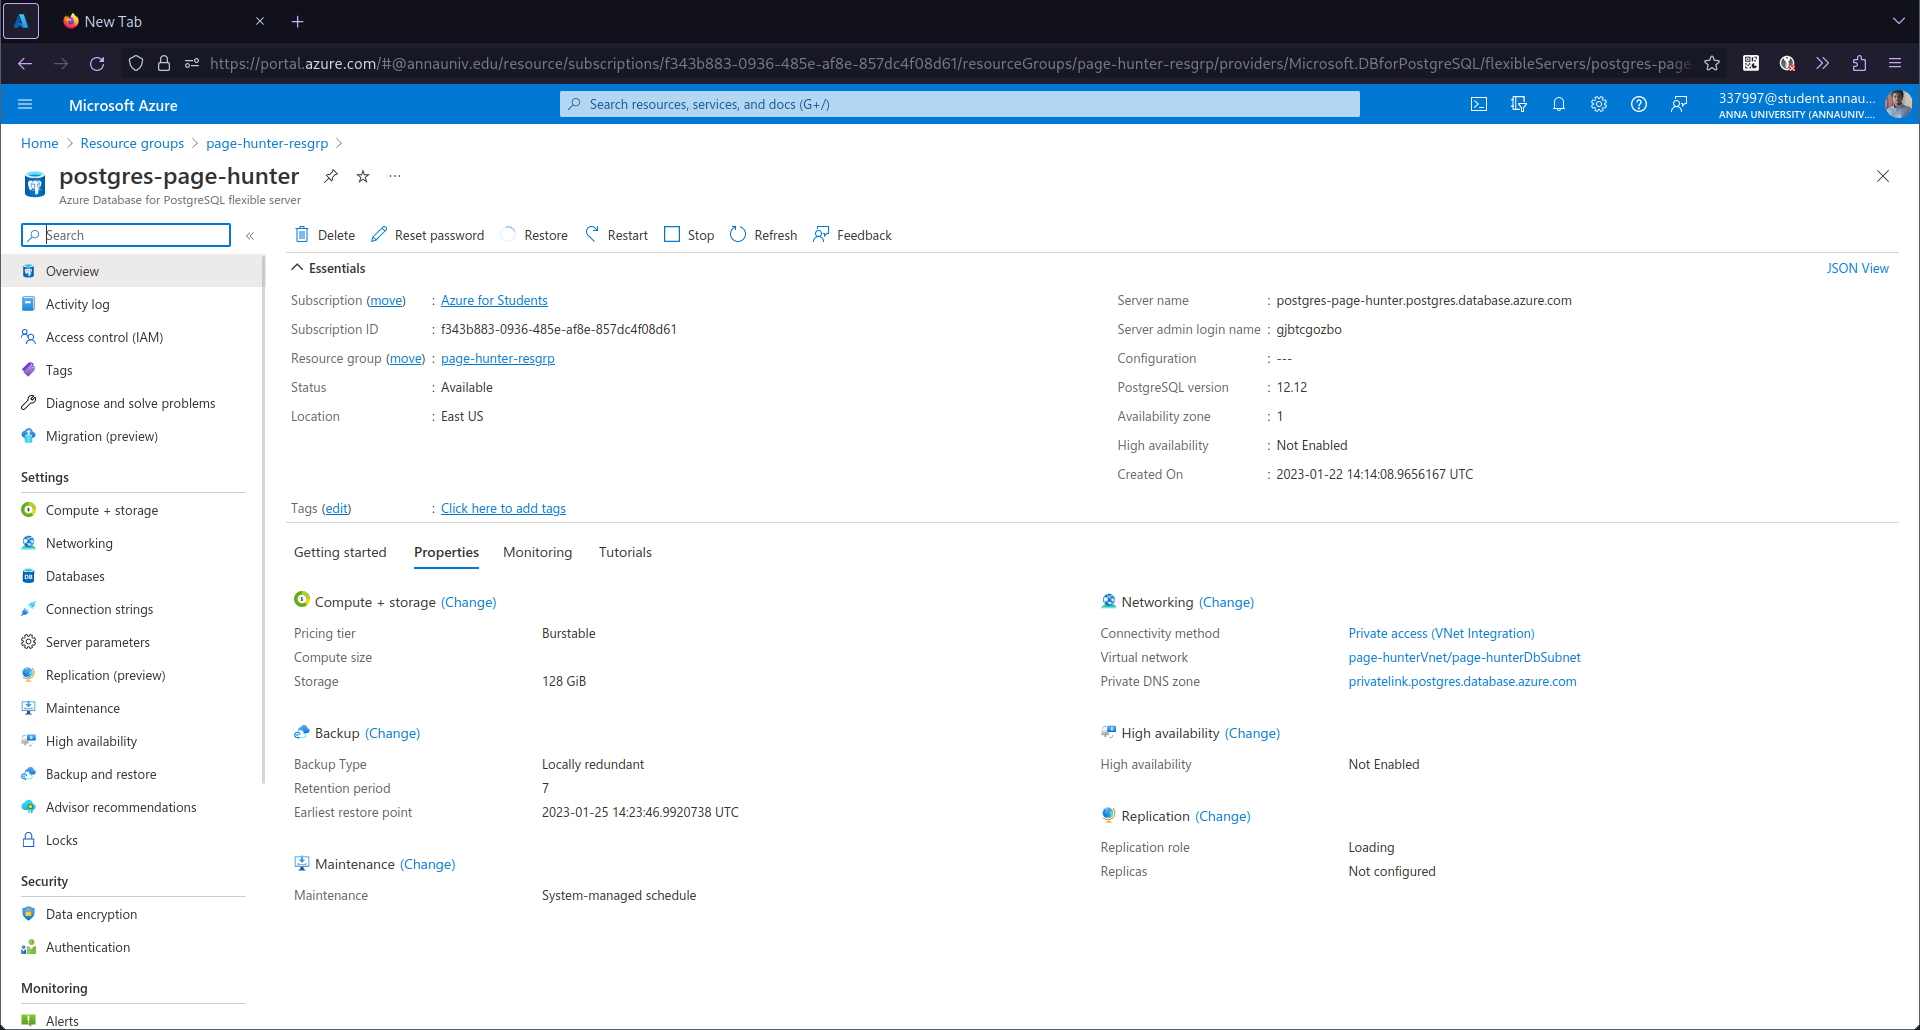 New Tab
https://portal.azure.com/#@annauniv.edu/resource/subscriptions/f343b883-0936-485e-af8e-857dc4f08d61/resourceGroups/page-hunter-resgrp/providers/Microsoft.DBforPostgreSQL/flexibleServers/postgres-page
Microsoft Azure
Search resources, services, and docs (G+/)
337997@student.annau...
ANNA UNIVERSITY (ANNAUNIV....
Home > Resource groups > page-hunter-resgrp >
postgres-page-hunter ...
Azure Database for PostgreSQL flexible server
Search «
Delete Reset password Restore Restart Stop Refresh Feedback
Overview
Activity log
Access control (IAM)
Tags
Diagnose and solve problems
Migration (preview)
Settings
Compute + storage
Networking
Databases
Connection strings
Server parameters
Replication (preview)
Maintenance
High availability
Backup and restore
Advisor recommendations
Locks
Security
Data encryption
Authentication
Monitoring
Alerts
Essentials JSON View
Subscription (move) : Azure for Students
Subscription ID : f343b883-0936-485e-af8e-857dc4f08d61
Resource group (move) : page-hunter-resgrp
Status : Available
Location : East US
Server name : postgres-page-hunter.postgres.database.azure.com
Server admin login name : gjbtcgozbo
Configuration : ---
PostgreSQL version : 12.12
Availability zone : 1
High availability : Not Enabled
Created On : 2023-01-22 14:14:08.9656167 UTC
Tags (edit) : Click here to add tags
Getting started Properties Monitoring Tutorials
Compute + storage (Change)
Pricing tier Burstable
Compute size
Storage 128 GiB
Backup (Change)
Backup Type Locally redundant
Retention period 7
Earliest restore point 2023-01-25 14:23:46.9920738 UTC
Maintenance (Change)
Maintenance System-managed schedule
Networking (Change)
Connectivity method Private access (VNet Integration)
Virtual network page-hunterVnet/page-hunterDbSubnet
Private DNS zone privatelink.postgres.database.azure.com
High availability (Change)
High availability Not Enabled
Replication (Change)
Replication role Loading
Replicas Not configured